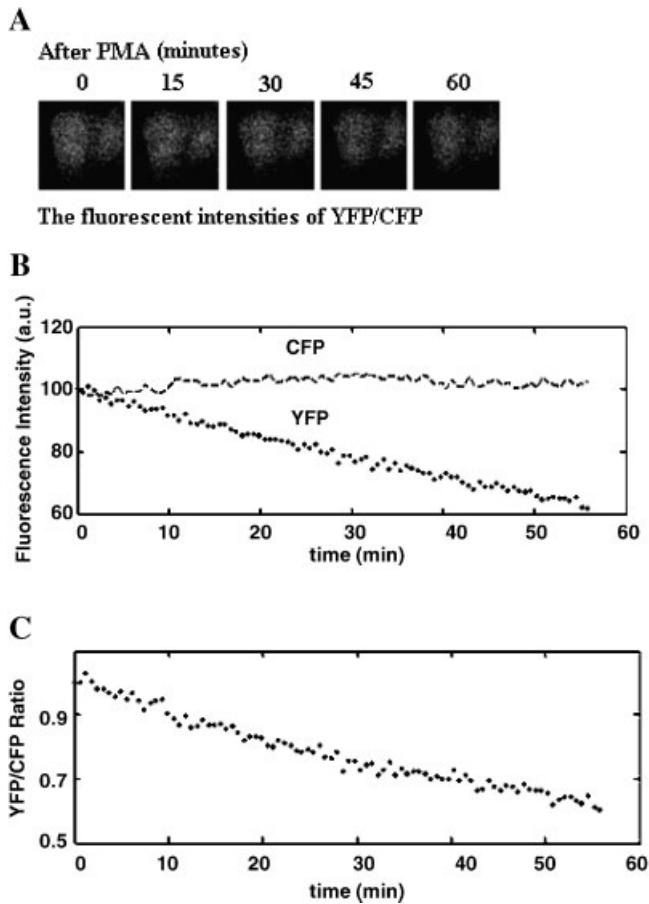 A
After PMA (minutes)
0 15 30 45 60
The fluorescent intensities of YFP/CFP
B
Fluorescence Intensity (a.u.)
120
100
80
60
CFP
YFP
0 10 20 30 40 50 60
time (min)
C
YFP/CFP Ratio
0.9
0.7
0.5
0 10 20 30 40 50 60
time (min)